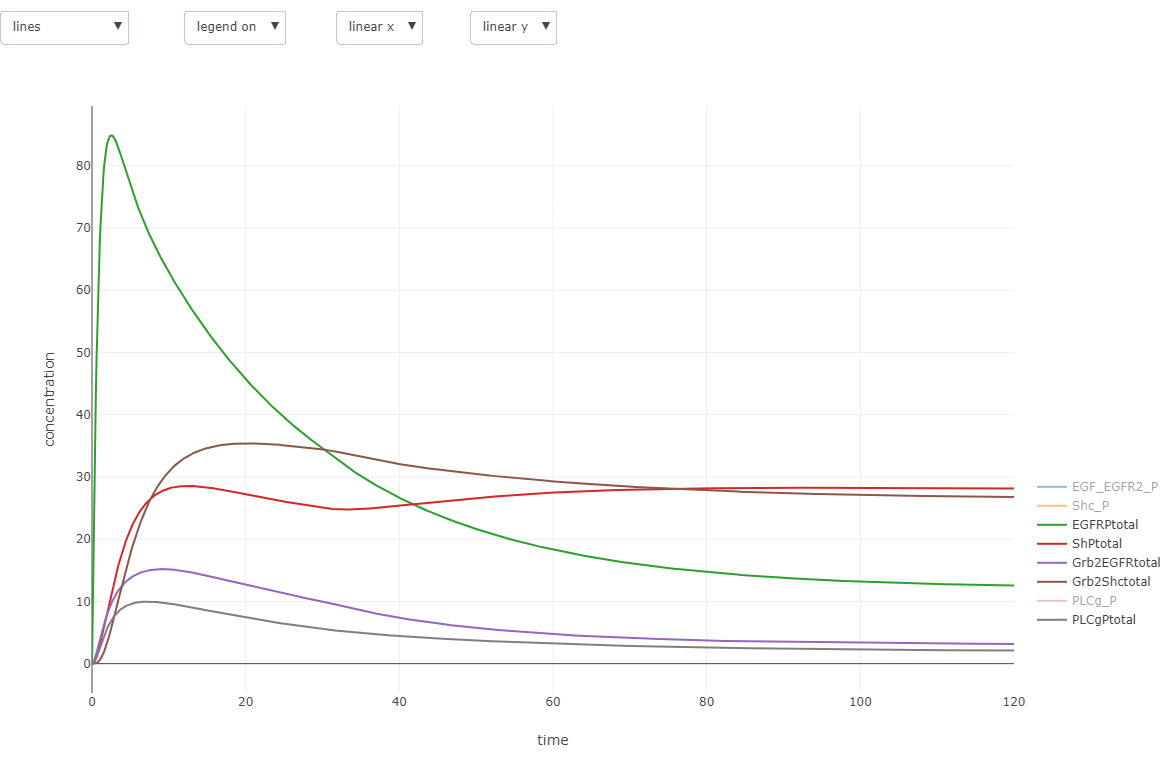 lines ▼ legend on ▼ linear x ▼ linear y ▼
80
70
60
50
40
30
20
10
0
concentration
0 20 40 60 80 100 120
time
EGF_EGFR2_P
Shc_P
EGFRPtotal
ShPtotal
Grb2EGFRtotal
Grb2Shctotal
PLCg_P
PLCgPtotal